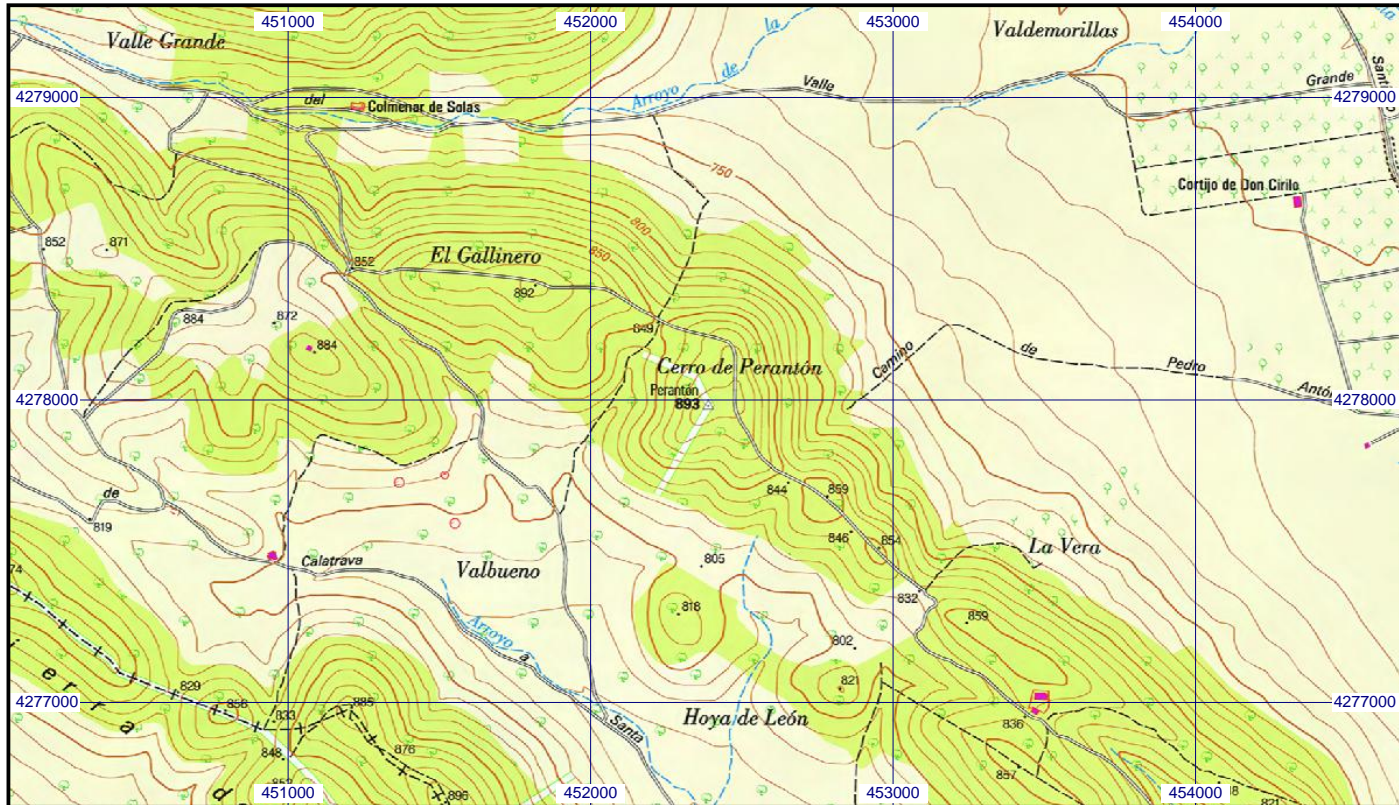 451000
452000
453000
454000
Valle Grande
Valdemorillas
Arroyo de la
Valle
Grande
4279000
4279000
del
Colmenar de Solas
750
Cortijo de Don Cirilo
800
850
852
871
852
El Gallinero
892
884
872
884
849
Cerro de Perantón
Camino de Pedro
Perantón
893
4278000
4278000
de
819
844
859
846
854
Calatrava
Valbueno
805
La Vera
832
818
859
Arroyo
a
802
829
821
856
4277000
4277000
833
885
Santa
Hoya de León
836
848
876
857
896
821
451000
452000
453000
454000